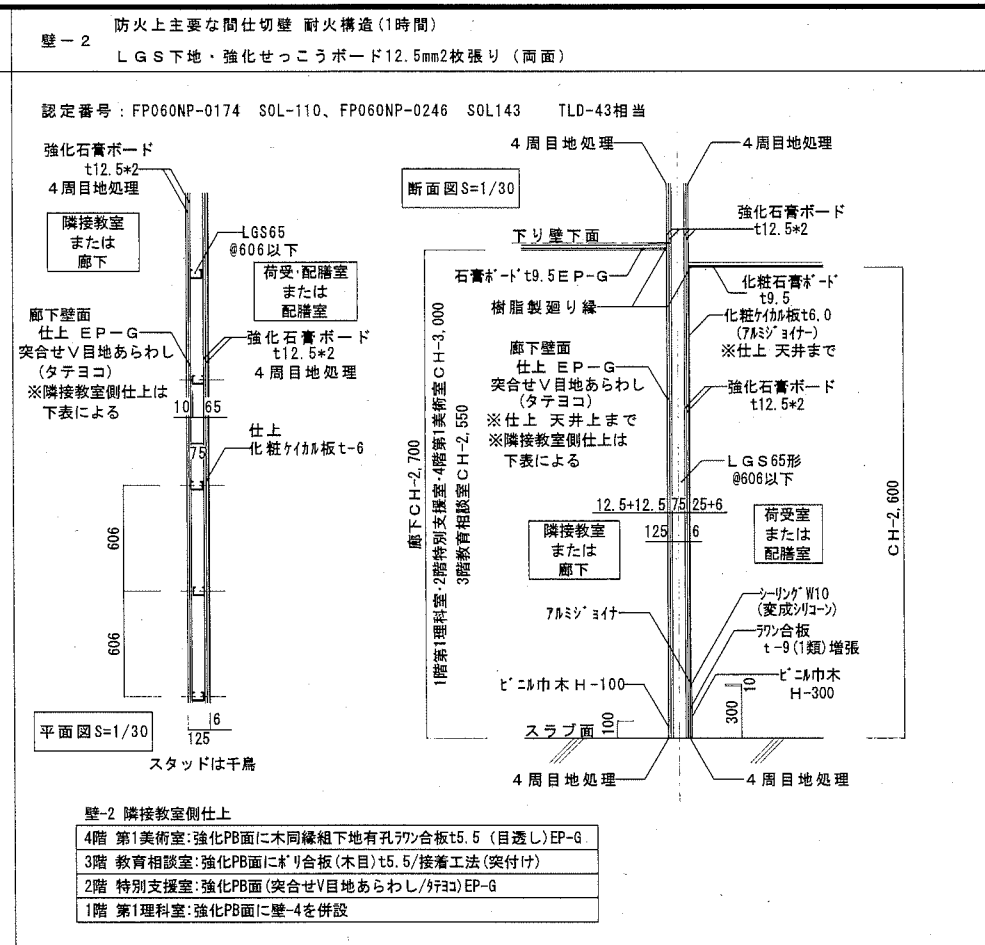 壁-2
防火上主要な間仕切壁 耐火構造(1時間)
LGS下地・強化せっこうボード12.5mm2枚張り (両面)
認定番号:FP060NP-0174 SOL-110、FP060NP-0246 SOL143 TLD-43相当
強化石膏ボード
t12.5*2
4周目地処理
隣接教室
または
廊下
LGS65
@606以下
荷受・配膳室
または
配膳室
廊下壁面
仕上 EP-G
突合せV目地あらわし
(タテヨコ)
※隣接教室側仕上は
下表による
強化石膏ボード
t12.5*2
4周目地処理
10
65
75
仕上
化粧ケイカル板t-6
606
606
6
125
平面図S=1/30
スタッドは千鳥
4周目地処理
4周目地処理
断面図S=1/30
強化石膏ボード
t12.5*2
下り壁下面
石膏ボードt9.5EP-G
樹脂製廻り縁
化粧石膏ボード
t9.5
化粧ケイカル板t6.0
(アルミジョイナー)
※仕上 天井まで
廊下壁面
仕上 EP-G
突合せV目地あらわし
(タテヨコ)
※仕上 天井上まで
※隣接教室側仕上は
下表による
強化石膏ボード
t12.5*2
LGS65形
@606以下
12.5+12.5
75
25+6
125
6
隣接教室
または
廊下
荷受室
または
配膳室
廊下CH-2,700
1階第1理科室・2階特別支援室・4階第1美術室CH-3,000
3階教育相談室CH-2,550
CH-2,600
アルミジョイナ
シーリングW10
(変成シリコーン)
ラワン合板
t-9(1類)増張
ビニル巾木H-100
ビニル巾木
H-300
10
300
100
スラブ面
4周目地処理
4周目地処理
壁-2 隣接教室側仕上
4階 第1美術室:強化PB面に木同縁組下地有孔ラワン合板t5.5 (目透し)EP-G
3階 教育相談室:強化PB面にポリ合板(木目)t5.5/接着工法(突付け)
2階 特別支援室:強化PB面(突合せV目地あらわし/タテヨコ)EP-G
1階 第1理科室:強化PB面に壁-4を併設